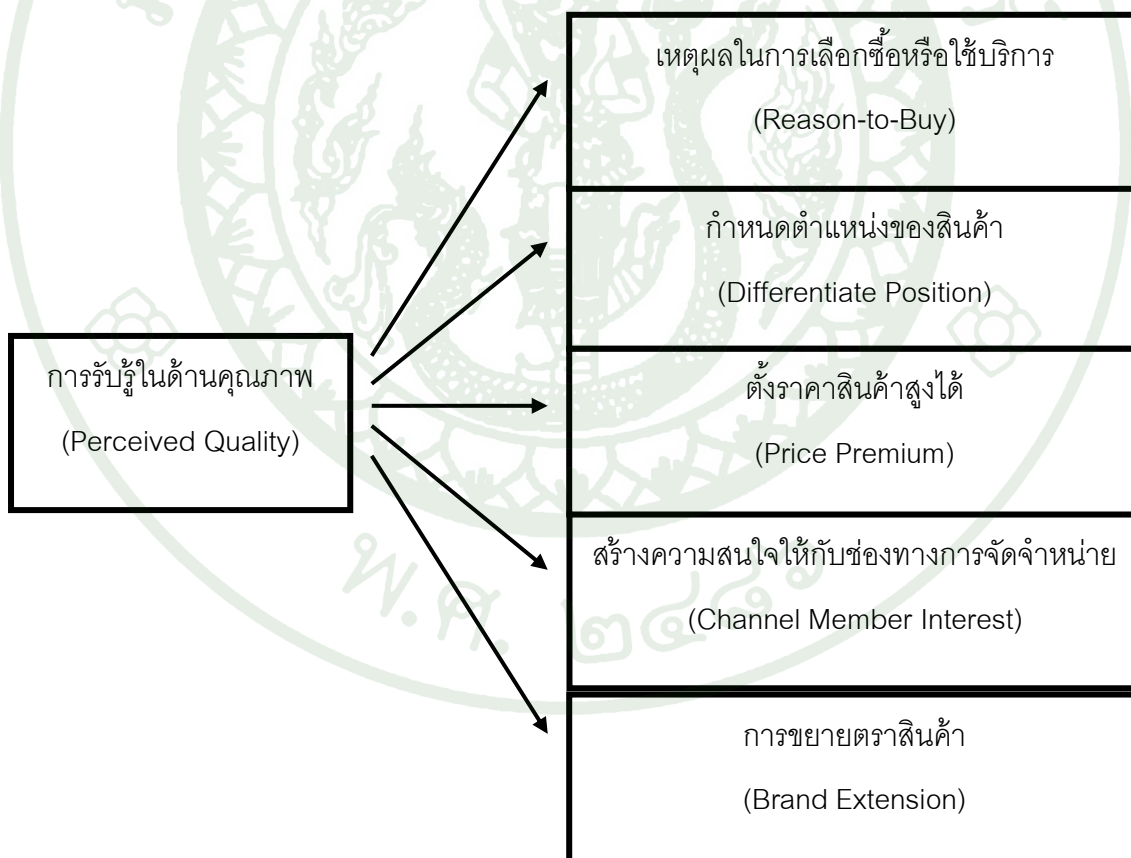 เหตุผลในการเลือกซื้อหรือใช้บริการ
(Reason-to-Buy)
กำหนดตำแหน่งของสินค้า
(Differentiate Position)
การรับรู้ในด้านคุณภาพ
(Perceived Quality)
ตั้งราคาสินค้าสูงได้
(Price Premium)
สร้างความสนใจให้กับช่องทางการจัดจำหน่าย
(Channel Member Interest)
พ.ศ. ๒๔๘๖
การขยายตราสินค้า
(Brand Extension)